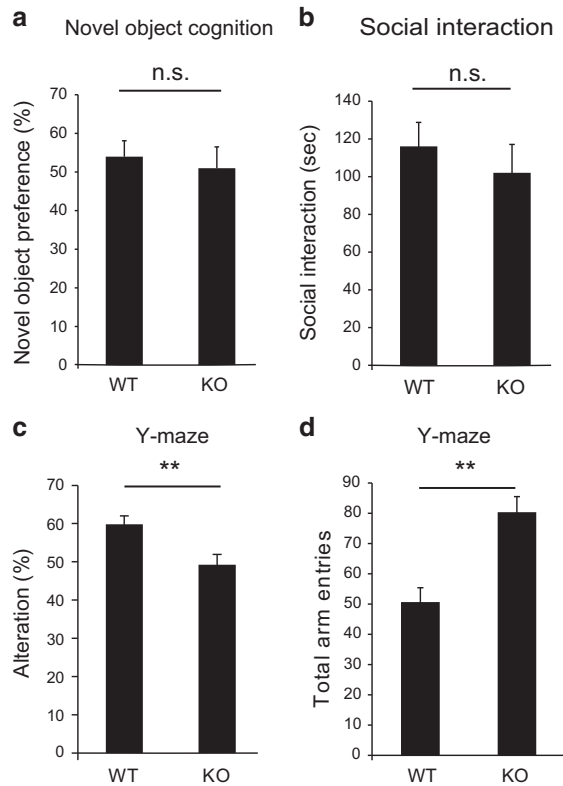 a Novel object cognition
n.s.
Novel object preference (%)
70
60
50
40
30
20
10
0
WT KO
b Social interaction
n.s.
Social interaction (sec)
140
120
100
80
60
40
20
0
WT KO
c Y-maze
**
Alteration (%)
70
60
50
40
30
20
10
0
WT KO
d Y-maze
**
Total arm entries
90
80
70
60
50
40
30
20
10
0
WT KO